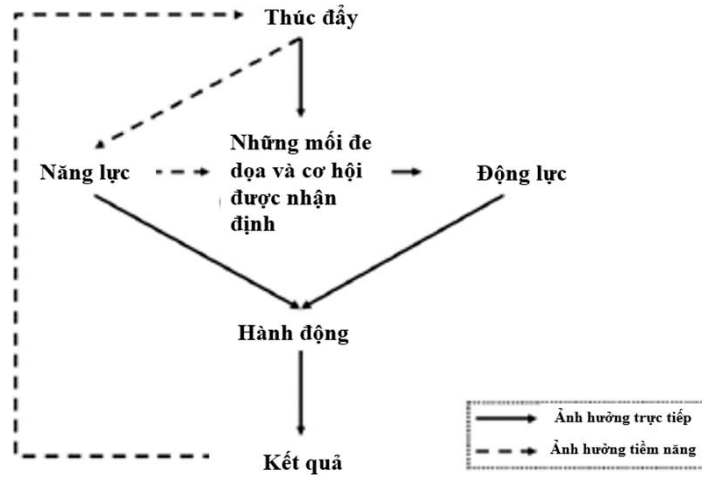 Thúc đẩy
Những mối đe
dọa và cơ hội
được nhận
định
Năng lực
Động lực
Hành động
Kết quả
Ảnh hưởng trực tiếp
Ảnh hưởng tiềm năng